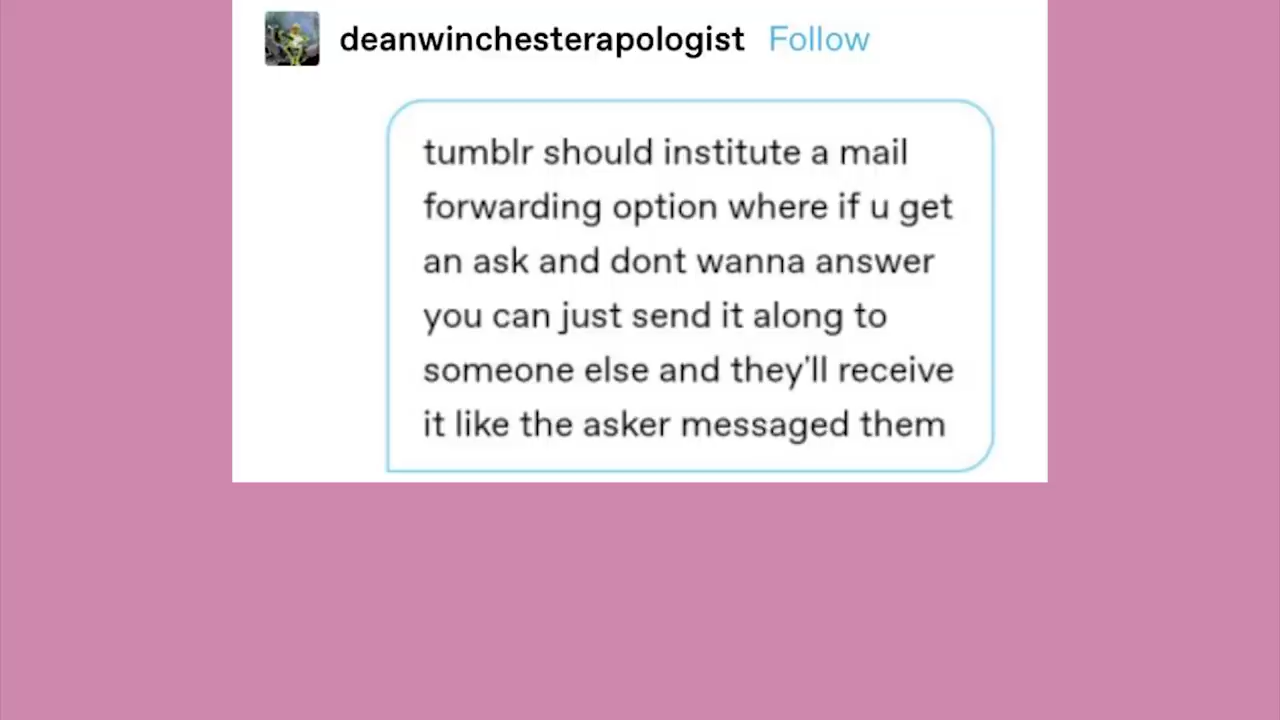 deanwinchesterapologist Follow
tumblr should institute a mail
forwarding option where if u get
an ask and dont wanna answer
you can just send it along to
someone else and they'll receive
it like the asker messaged them